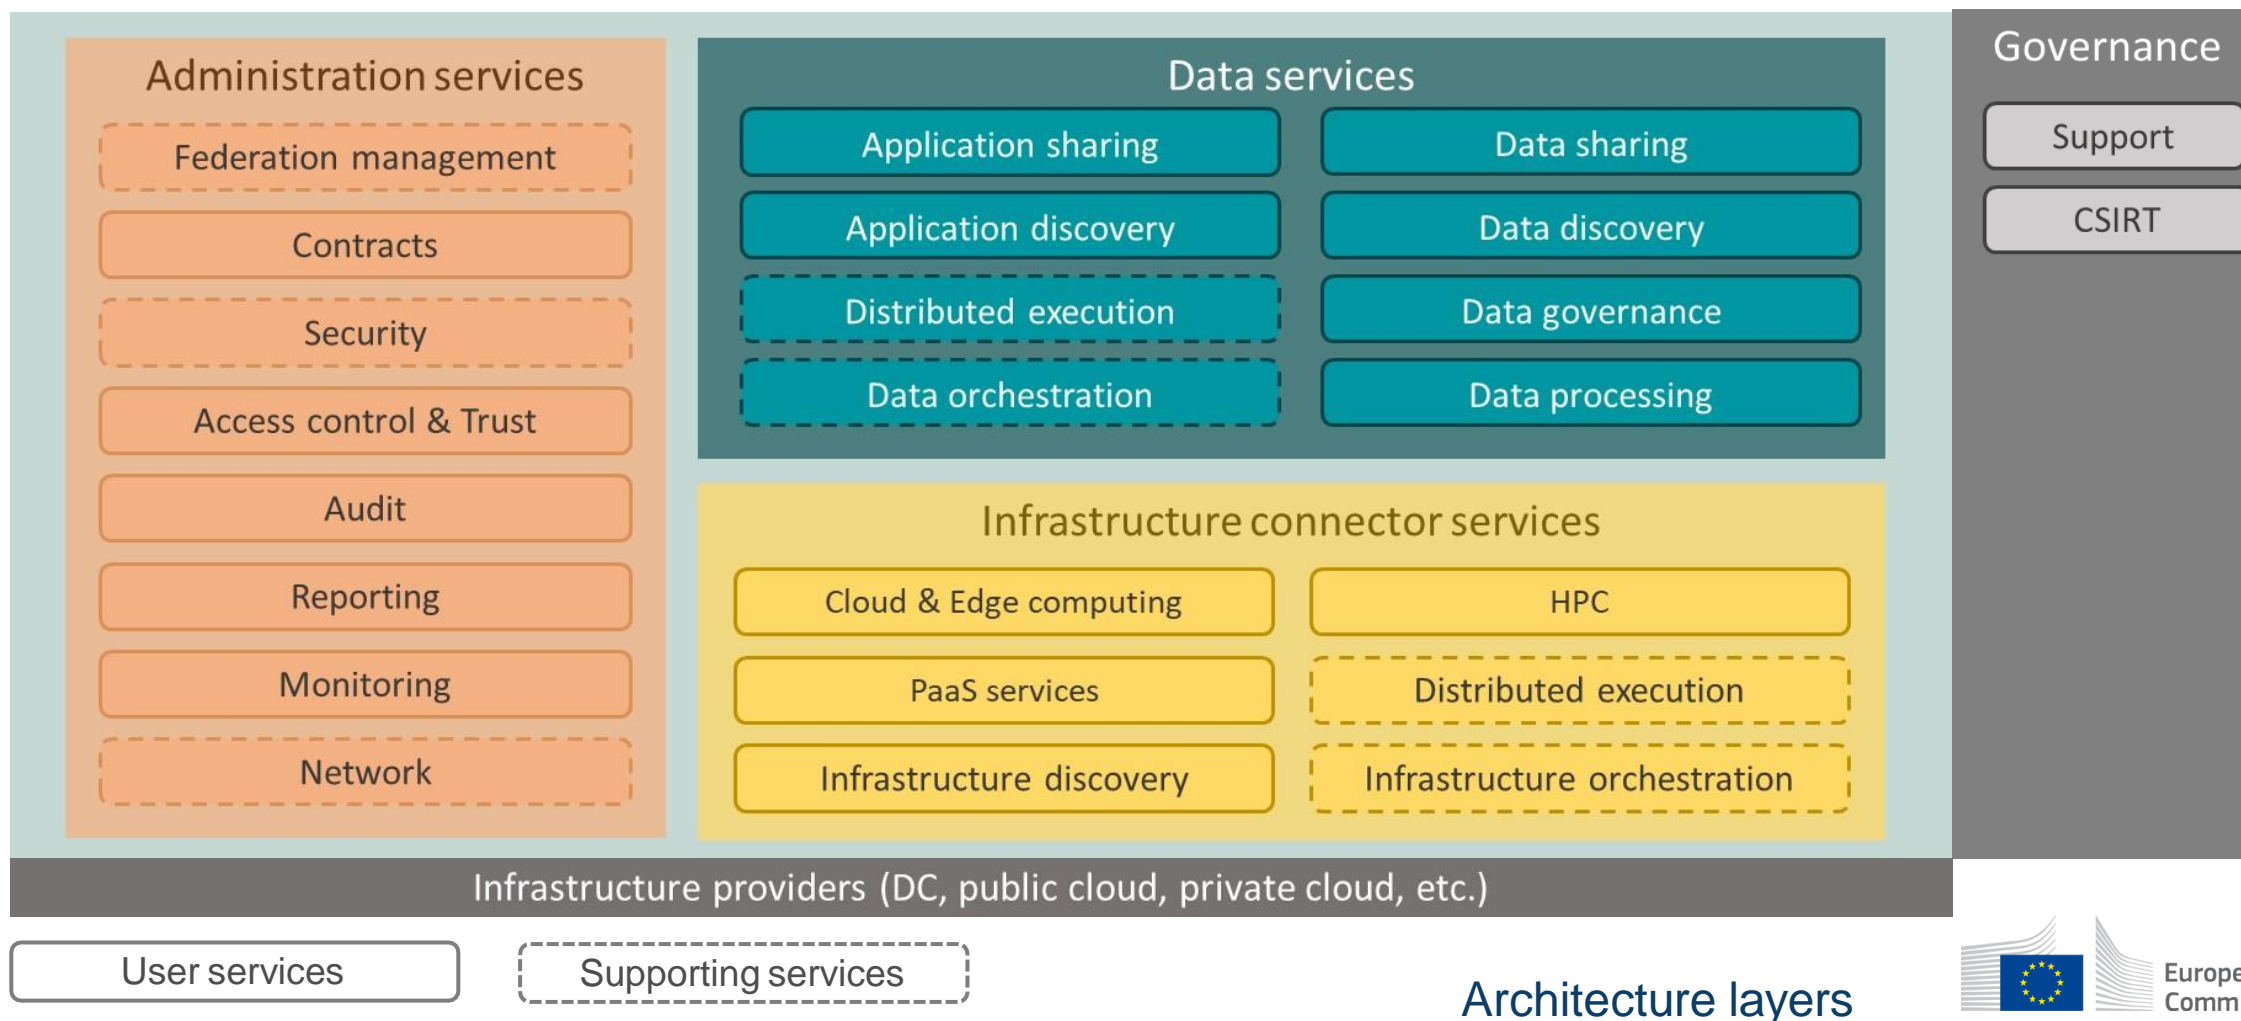 Administration services
Federation management
Contracts
Security
Access control & Trust
Audit
Reporting
Monitoring
Network
Data services
Application sharing
Data sharing
Application discovery
Data discovery
Distributed execution
Data governance
Data orchestration
Data processing
Infrastructure connector services
Cloud & Edge computing
HPC
PaaS services
Distributed execution
Infrastructure discovery
Infrastructure orchestration
Governance
Support
CSIRT
Infrastructure providers (DC, public cloud, private cloud, etc.)
User services
Supporting services
Architecture layers
Europe
Comm